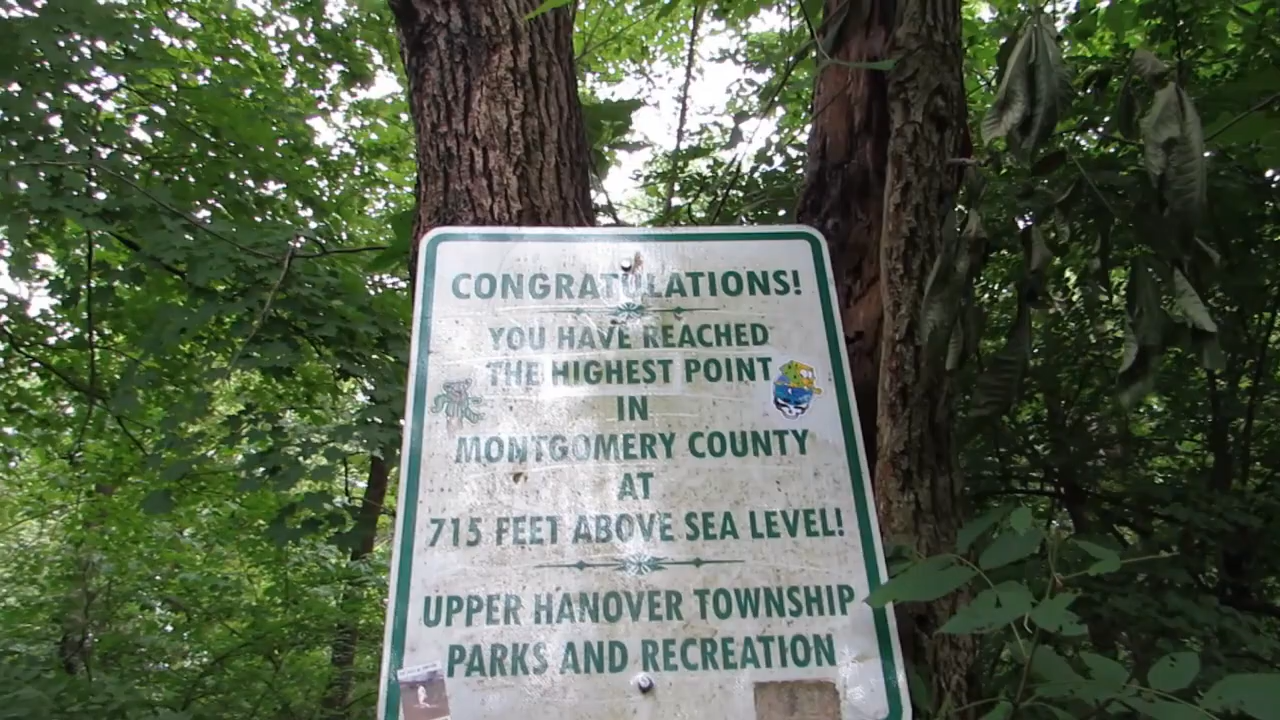 CONGRATULATIONS!
YOU HAVE REACHED
THE HIGHEST POINT
IN
MONTGOMERY COUNTY
AT
715 FEET ABOVE SEA LEVEL!
UPPER HANOVER TOWNSHIP
PARKS AND RECREATION